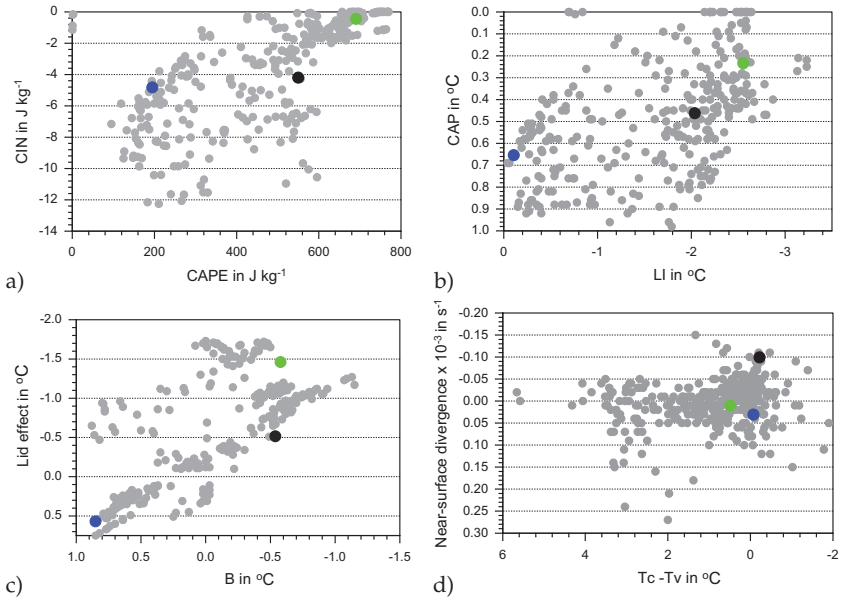 0
-2
-4
-6
-8
-10
-12
-14
CIN in J kg-1
0 200 400 600 800
CAPE in J kg-1
a)
0.0
0.1
0.2
0.3
0.4
0.5
0.6
0.7
0.8
0.9
1.0
CAP in ºC
0 -1 -2 -3
LI in ºC
b)
-2.0
-1.5
-1.0
-0.5
0.0
0.5
Lid effect in ºC
1.0 0.5 0.0 -0.5 -1.0 -1.5
B in ºC
c)
-0.20
-0.15
-0.10
-0.05
0.00
0.05
0.10
0.15
0.20
0.25
0.30
Near-surface divergence x 10-3 in s-1
6 4 2 0 -2
Tc -Tv in ºC
d)